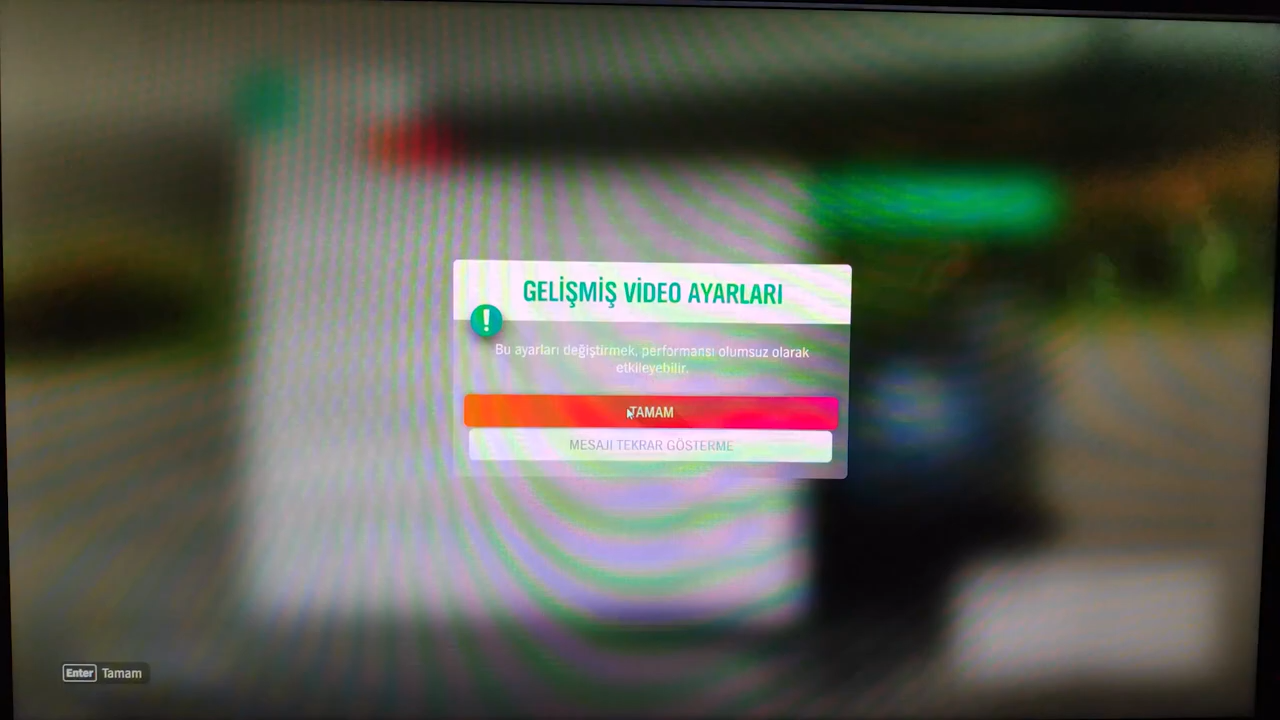 GELİŞMİŞ VİDEO AYARLARI
!
Bu ayarları değiştirmek, performansı olumsuz olarak
etkileyebilir.
TAMAM
MESAJI TEKRAR GÖSTERME
Enter Tamam